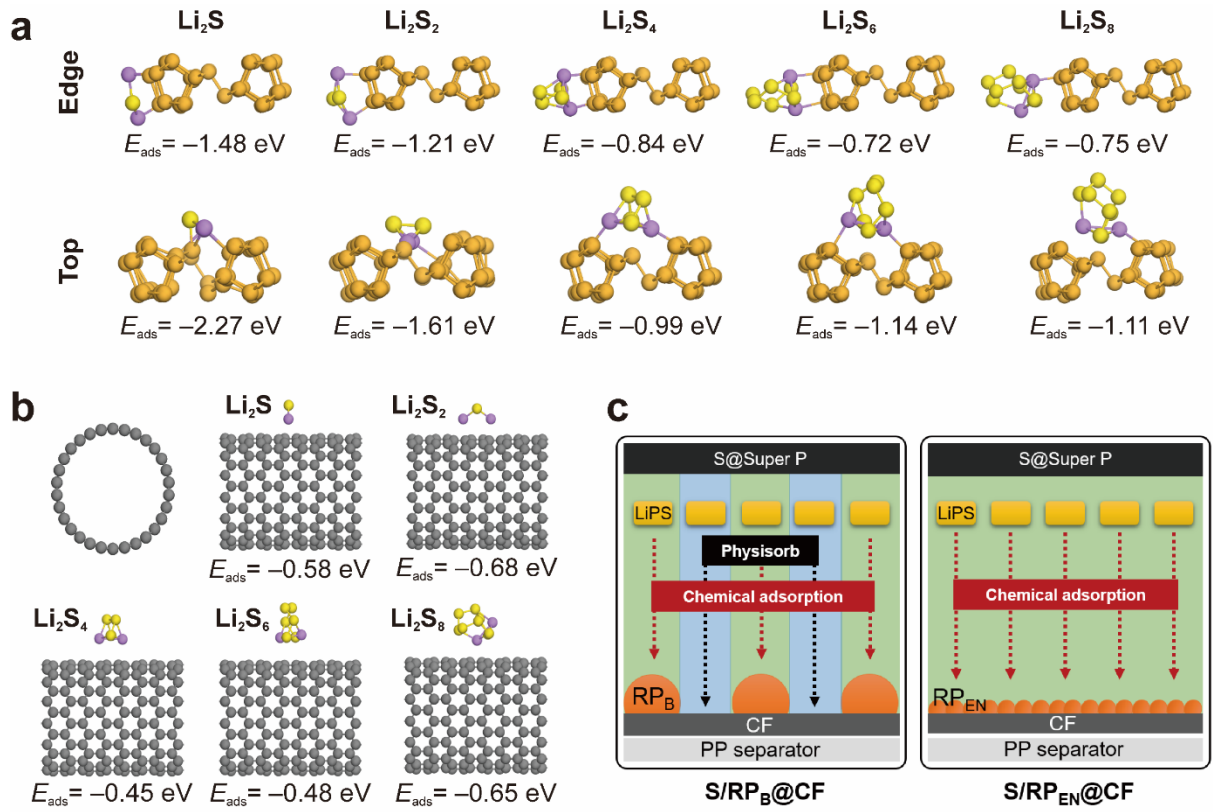 a
Li₂S Li₂S₂ Li₂S₄ Li₂S₆ Li₂S₈
Edge
Eads= −1.48 eV Eads= −1.21 eV Eads= −0.84 eV Eads= −0.72 eV Eads= −0.75 eV
Top
Eads= −2.27 eV Eads= −1.61 eV Eads= −0.99 eV Eads= −1.14 eV Eads= −1.11 eV
b
Li₂S Li₂S₂
Eads= −0.58 eV Eads= −0.68 eV
Li₂S₄ Li₂S₆ Li₂S₈
Eads= −0.45 eV Eads= −0.48 eV Eads= −0.65 eV
c
S@Super P
LiPS
Physisorb
Chemical adsorption
RPB
CF
PP separator
S/RPB@CF
S@Super P
LiPS
Chemical adsorption
RPEN
CF
PP separator
S/RPEN@CF